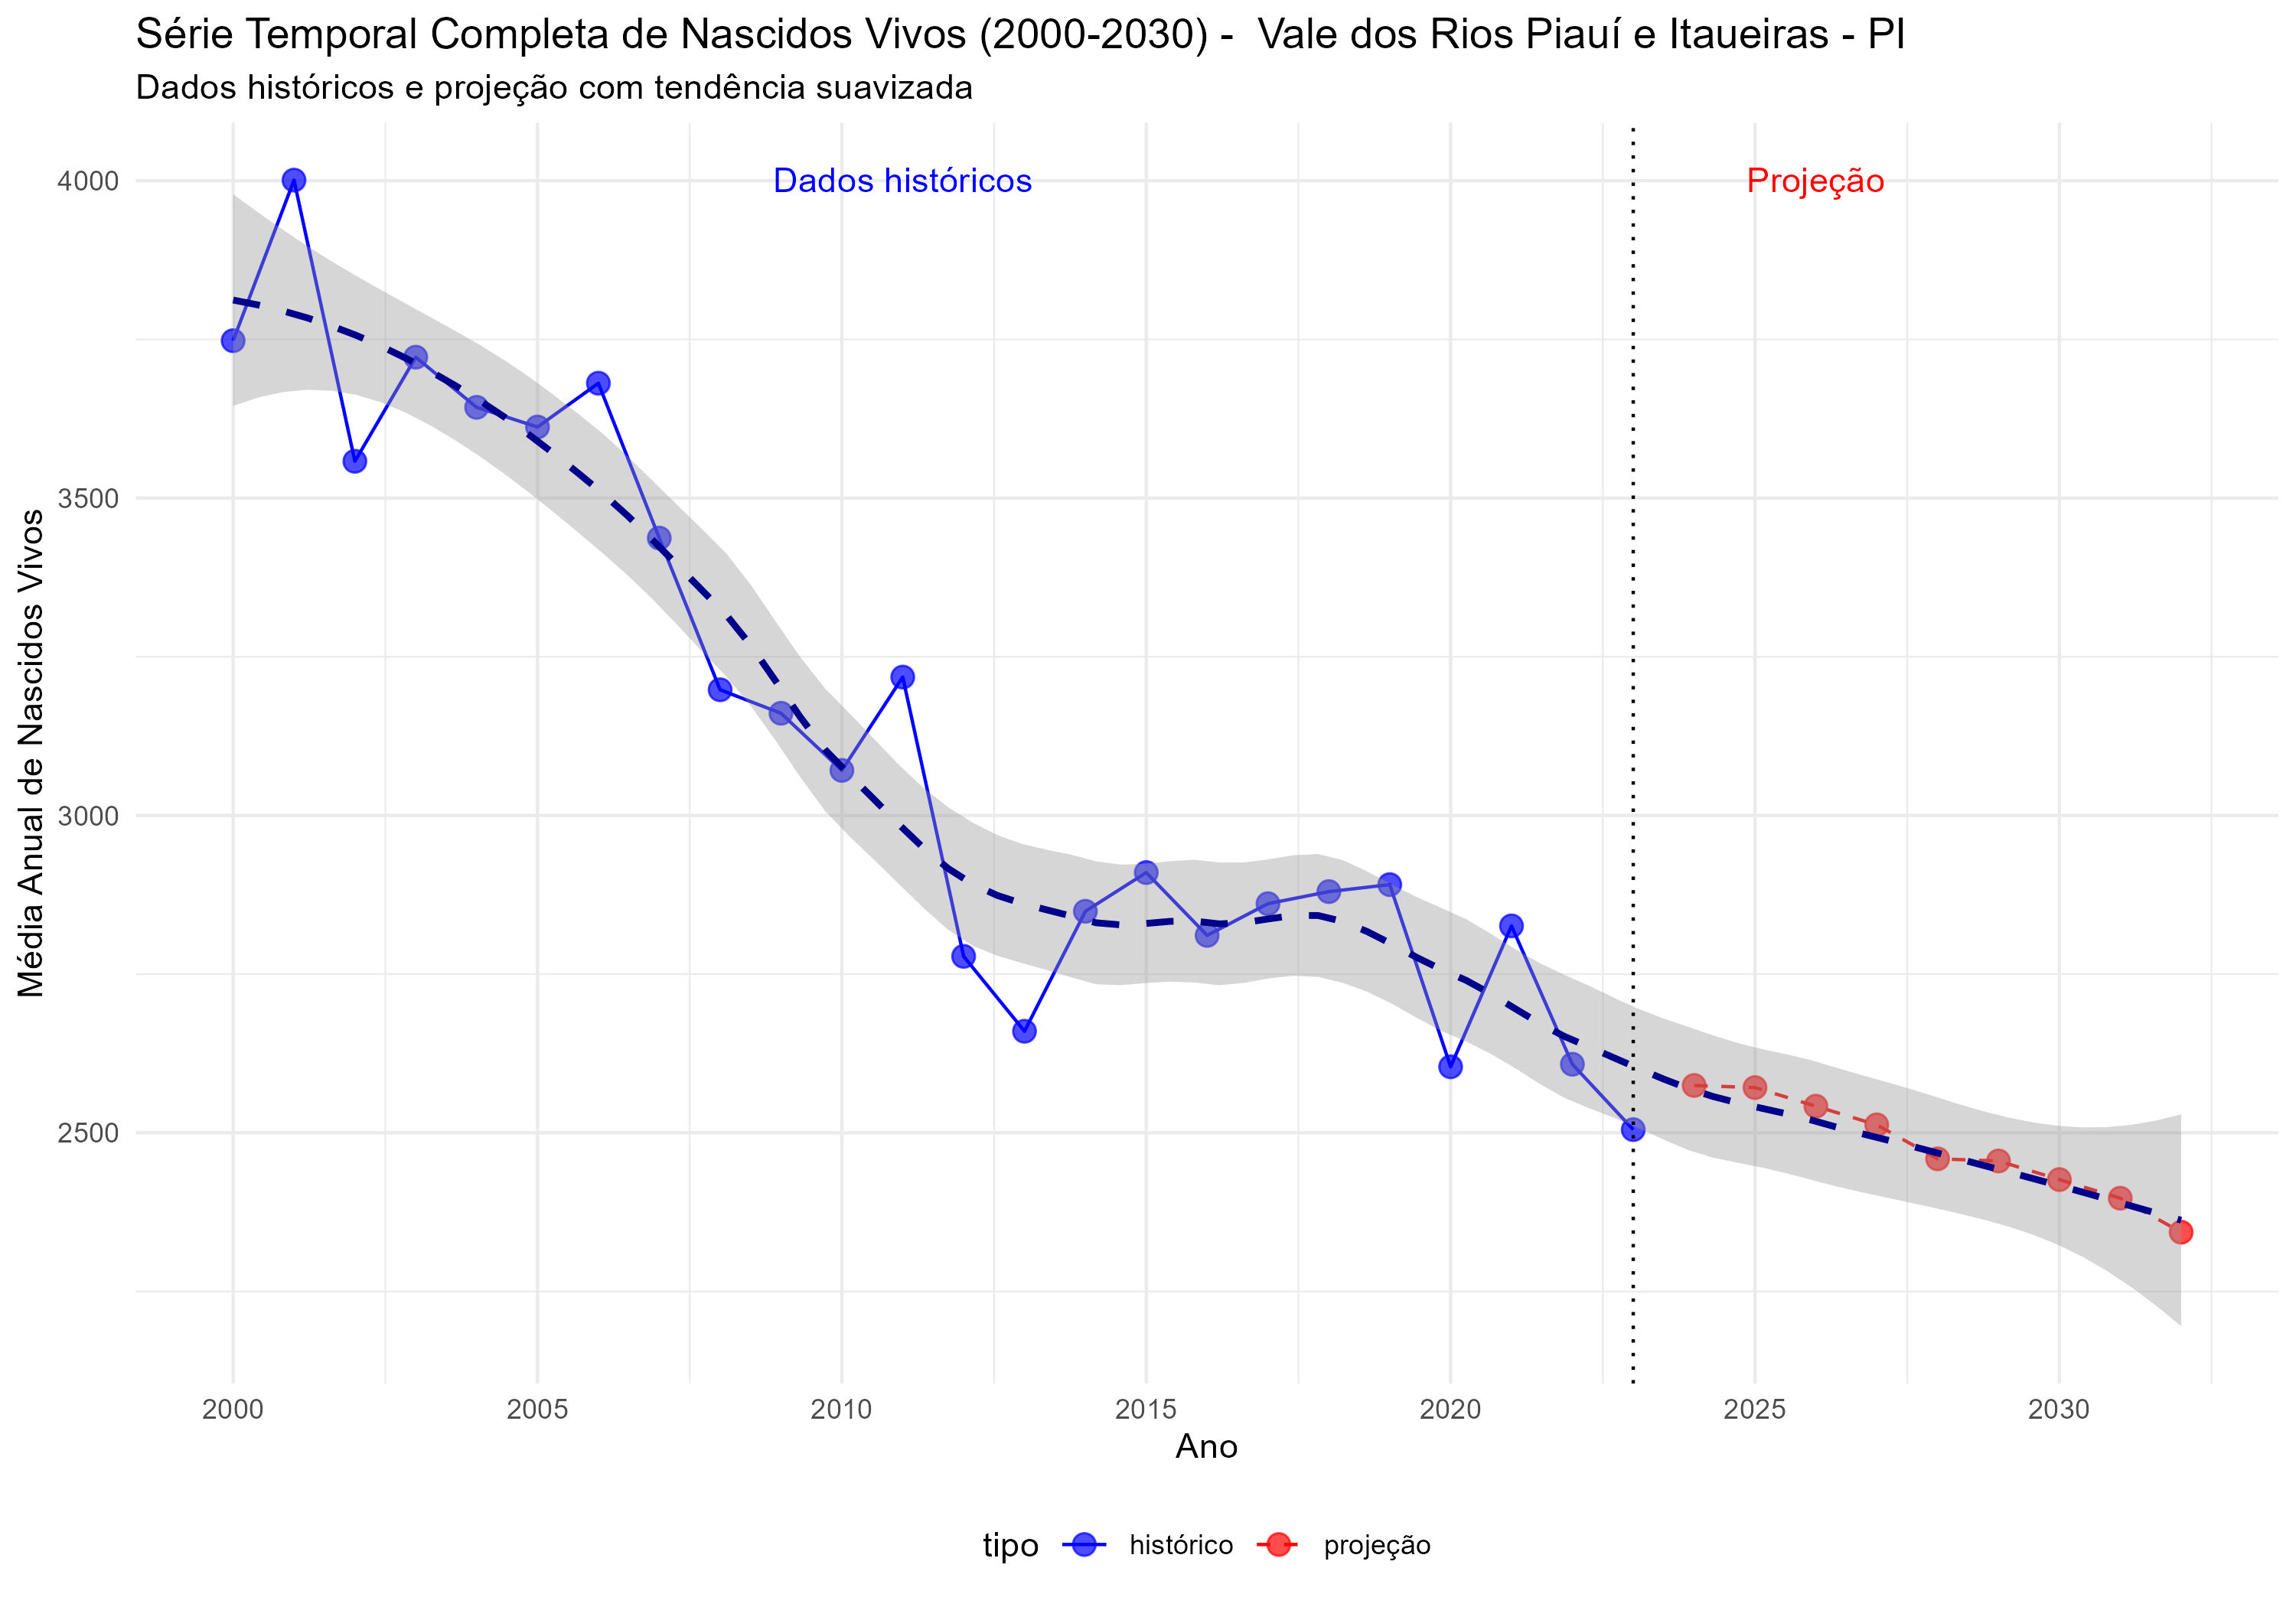 Série Temporal Completa de Nascidos Vivos (2000-2030) -  Vale dos Rios Piauí e Itaueiras - PI
Dados históricos e projeção com tendência suavizada
Dados históricos
Projeção
Média Anual de Nascidos Vivos
4000
3500
3000
2500
2000
2005
2010
2015
2020
2025
2030
Ano
tipo
histórico
projeção